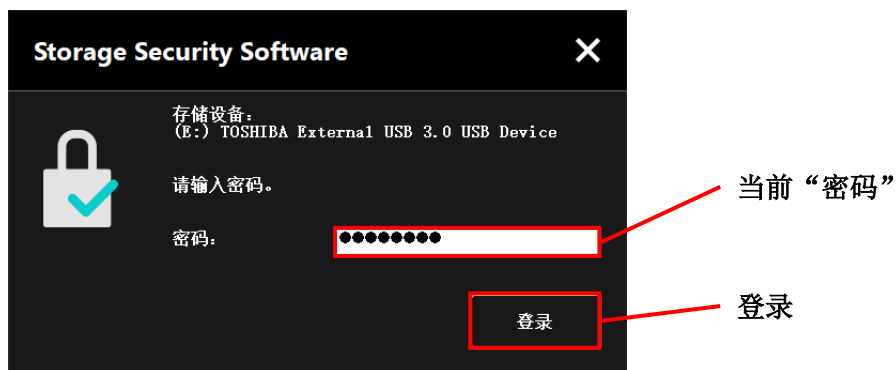 Storage Security Software
存储设备:
(E:) TOSHIBA External USB 3.0 USB Device
请输入密码。
当前“密码”
密码:
登录
登录